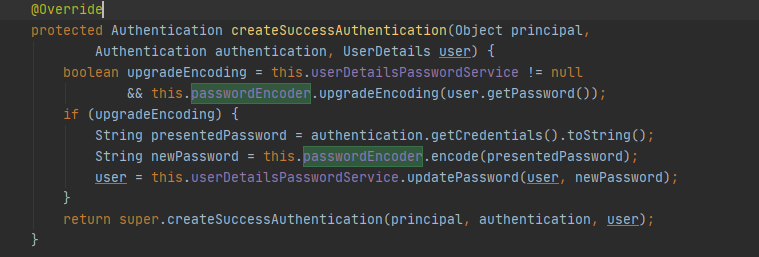 @Override
protected Authentication createSuccessAuthentication(Object principal,
        Authentication authentication, UserDetails user) {
    boolean upgradeEncoding = this.userDetailsPasswordService != null
            && this.passwordEncoder.upgradeEncoding(user.getPassword());
    if (upgradeEncoding) {
        String presentedPassword = authentication.getCredentials().toString();
        String newPassword = this.passwordEncoder.encode(presentedPassword);
        user = this.userDetailsPasswordService.updatePassword(user, newPassword);
    }
    return super.createSuccessAuthentication(principal, authentication, user);
}